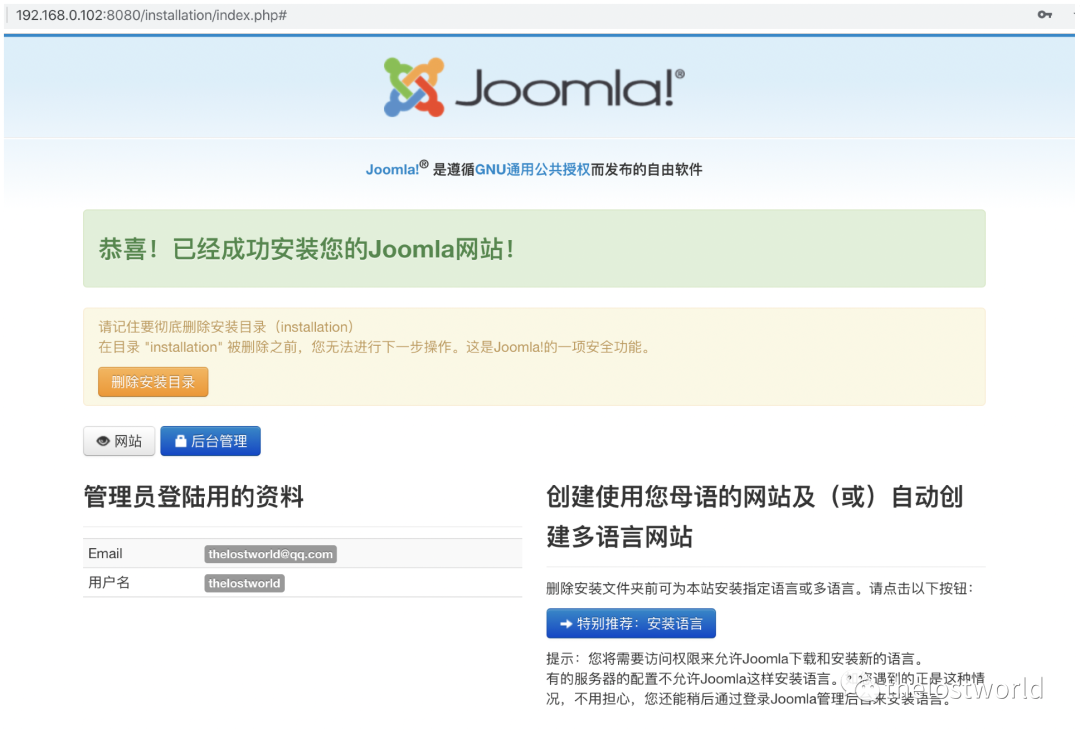 192.168.0.102:8080/installation/index.php#
Joomla!®
Joomla!® 是遵循GNU通用公共授权而发布的自由软件
恭喜！已经成功安装您的Joomla网站！
请记住要彻底删除安装目录（installation）
在目录 "installation" 被删除之前，您无法进行下一步操作。这是Joomla!的一项安全功能。
删除安装目录
网站 后台管理
管理员登陆用的资料
Email thelostworld@qq.com
用户名 thelostworld
创建使用您母语的网站及（或）自动创
建多语言网站
删除安装文件夹前可为本站安装指定语言或多语言。请点击以下按钮：
特别推荐：安装语言
提示：您将需要访问权限来允许Joomla下载和安装新的语言。
有的服务器的配置不允许Joomla这样安装语言。遇到的正是这种情
况，不用担心，您还能稍后通过登录Joomla管理后台来安装语言。
thelostworld